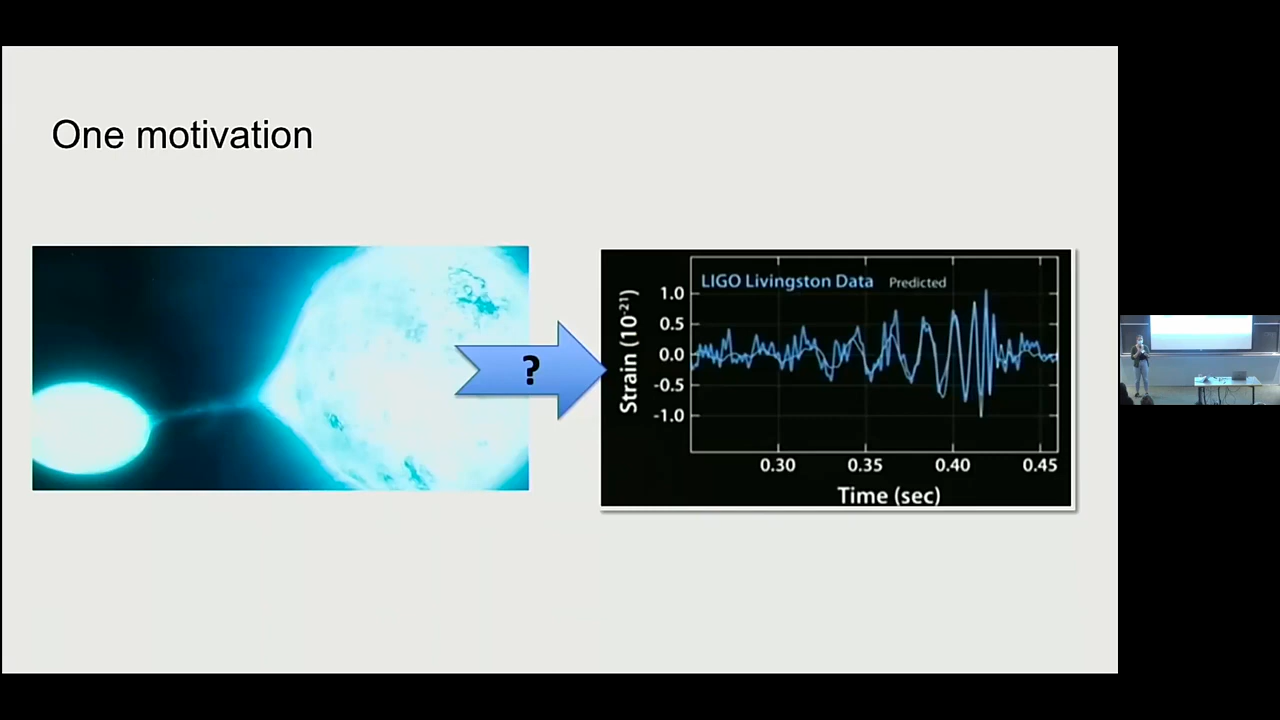 One motivation
?
LIGO Livingston Data Predicted
Strain (10⁻²¹)
1.0
0.5
0.0
-0.5
-1.0
0.30 0.35 0.40 0.45
Time (sec)